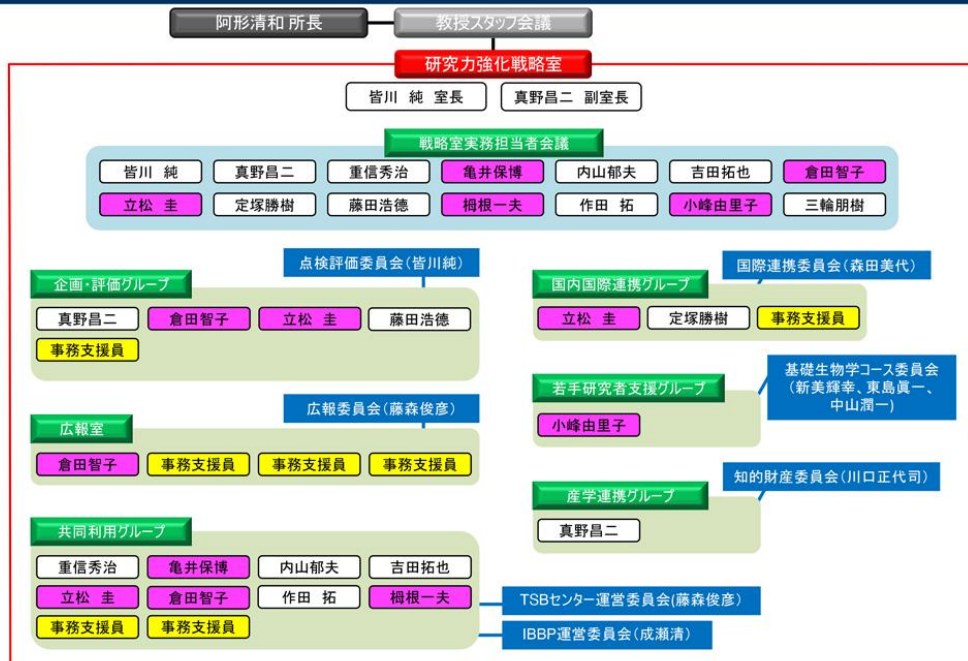 阿形清和 所長
教授スタッフ会議
研究力強化戦略室
皆川 純 室長
真野昌二 副室長
戦略室実務担当者会議
皆川 純
真野昌二
重信秀治
亀井保博
内山郁夫
吉田拓也
倉田智子
立松 圭
定塚勝樹
藤田浩徳
栂根一夫
作田 拓
小峰由里子
三輪朋樹
点検評価委員会(皆川純)
企画・評価グループ
真野昌二
倉田智子
立松 圭
藤田浩徳
事務支援員
広報委員会(藤森俊彦)
広報室
倉田智子
事務支援員
事務支援員
事務支援員
共同利用グループ
重信秀治
亀井保博
内山郁夫
吉田拓也
立松 圭
倉田智子
作田 拓
栂根一夫
事務支援員
事務支援員
TSBセンター運営委員会(藤森俊彦)
IBBP運営委員会(成瀬清)
国際連携委員会(森田美代)
国内国際連携グループ
立松 圭
定塚勝樹
事務支援員
基礎生物学コース委員会
(新美輝幸、東島眞一、
中山潤一)
若手研究者支援グループ
小峰由里子
知的財産委員会(川口正代司)
産学連携グループ
真野昌二